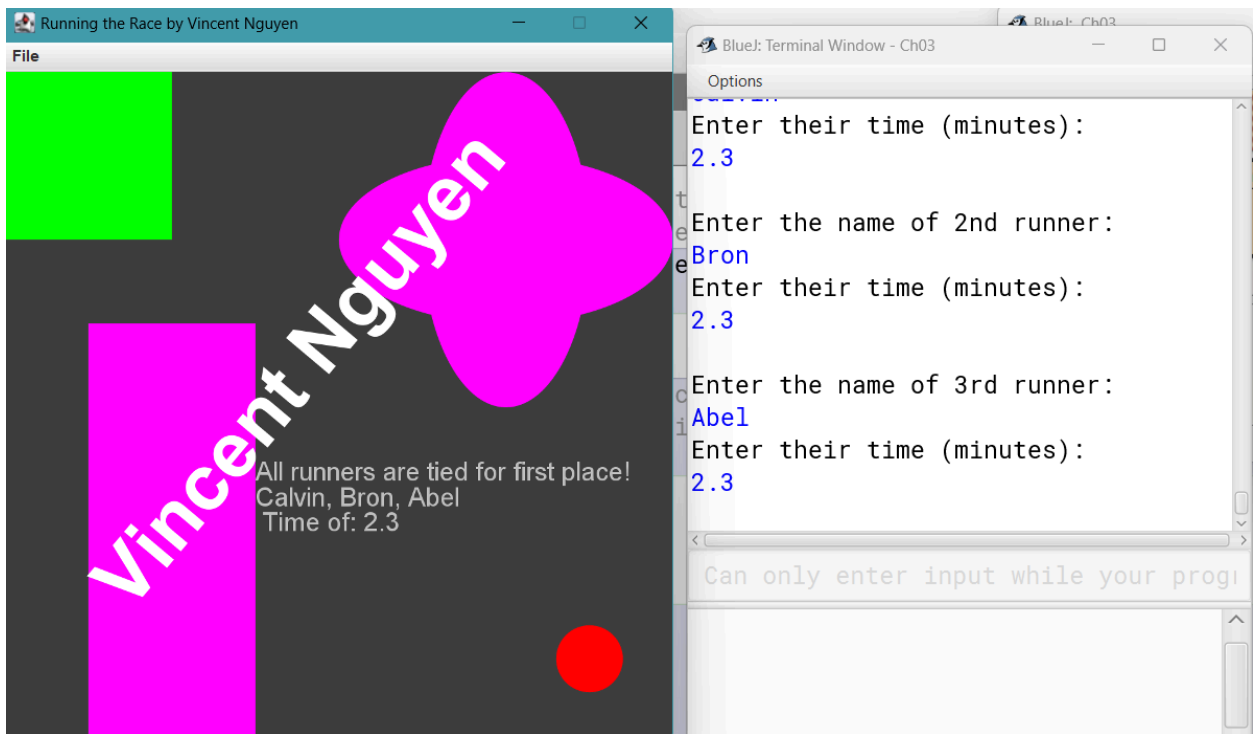 Running the Race by Vincent Nguyen
File
Vincent Nguyen
All runners are tied for first place!
Calvin, Bron, Abel
Time of: 2.3
BlueJ: Ch03
BlueJ: Terminal Window - Ch03
Options
Calvin
Enter their time (minutes):
2.3
Enter the name of 2nd runner:
Bron
Enter their time (minutes):
2.3
Enter the name of 3rd runner:
Abel
Enter their time (minutes):
2.3
Can only enter input while your progr